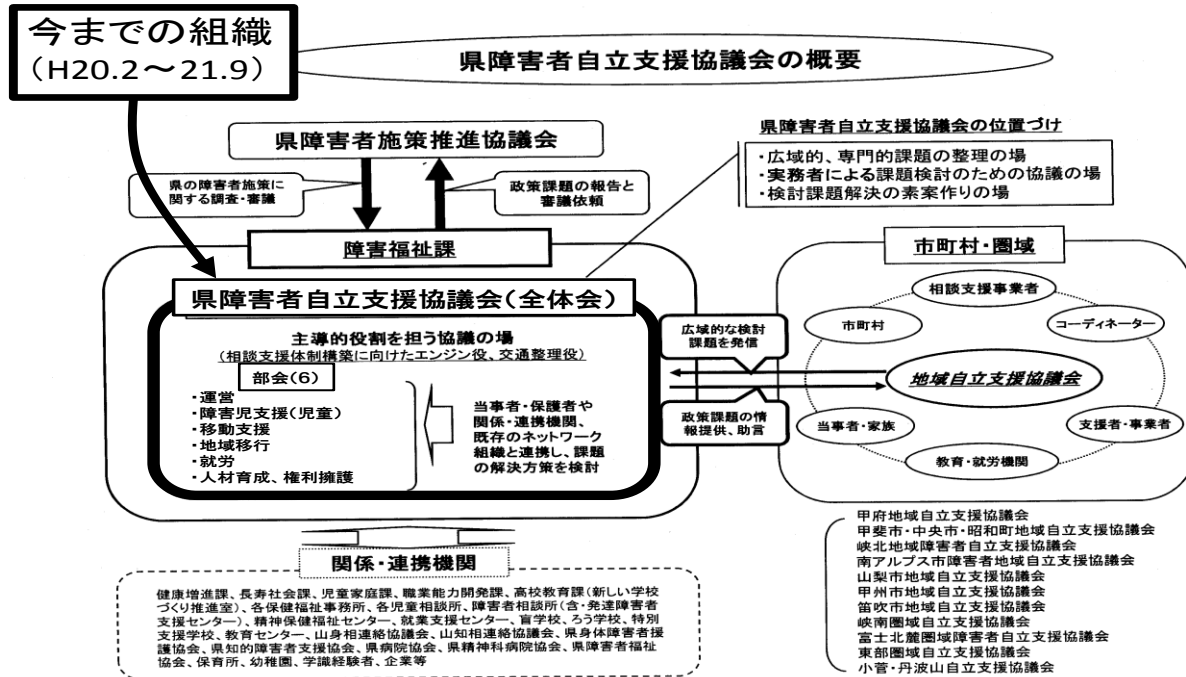 今までの組織
（H20.2～21.9）
県障害者自立支援協議会の概要
県障害者施策推進協議会
県の障害者施策に
関する調査・審議
政策課題の報告と
審議依頼
県障害者自立支援協議会の位置づけ
・広域的、専門的課題の整理の場
・実務者による課題検討のための協議の場
・検討課題解決の素案作りの場
障害福祉課
県障害者自立支援協議会(全体会)
主導的役割を担う協議の場
(相談支援体制構築に向けたエンジン役、交通整理役)
部会(6)
・運営
・障害児支援(児童)
・移動支援
・地域移行
・就労
・人材育成、権利擁護
当事者・保護者や
関係・連携機関、
既存のネットワーク
組織と連携し、課題
の解決方策を検討
広域的な検討
課題を発信
政策課題の情
報提供、助言
市町村・圏域
相談支援事業者
市町村
コーディネーター
地域自立支援協議会
当事者・家族
支援者・事業者
教育・就労機関
関係・連携機関
健康増進課、長寿社会課、児童家庭課、職業能力開発課、高校教育課(新しい学校
づくり推進室)、各保健福祉事務所、各児童相談所、障害者相談所(含・発達障害者
支援センター)、精神保健福祉センター、就業支援センター、盲学校、ろう学校、特別
支援学校、教育センター、山身相連絡協議会、山知相連絡協議会、県身体障害者援
護協会、県知的障害者支援協会、県病院協会、県精神科病院協会、県障害者福祉
協会、保育所、幼稚園、学識経験者、企業等
甲府地域自立支援協議会
甲斐市・中央市・昭和町地域自立支援協議会
峡北地域障害者自立支援協議会
南アルプス市障害者地域自立支援協議会
山梨市地域自立支援協議会
甲州市地域自立支援協議会
笛吹市地域自立支援協議会
峡南圏域自立支援協議会
富士北麓圏域障害者自立支援協議会
東部圏域自立支援協議会
小菅・丹波山自立支援協議会